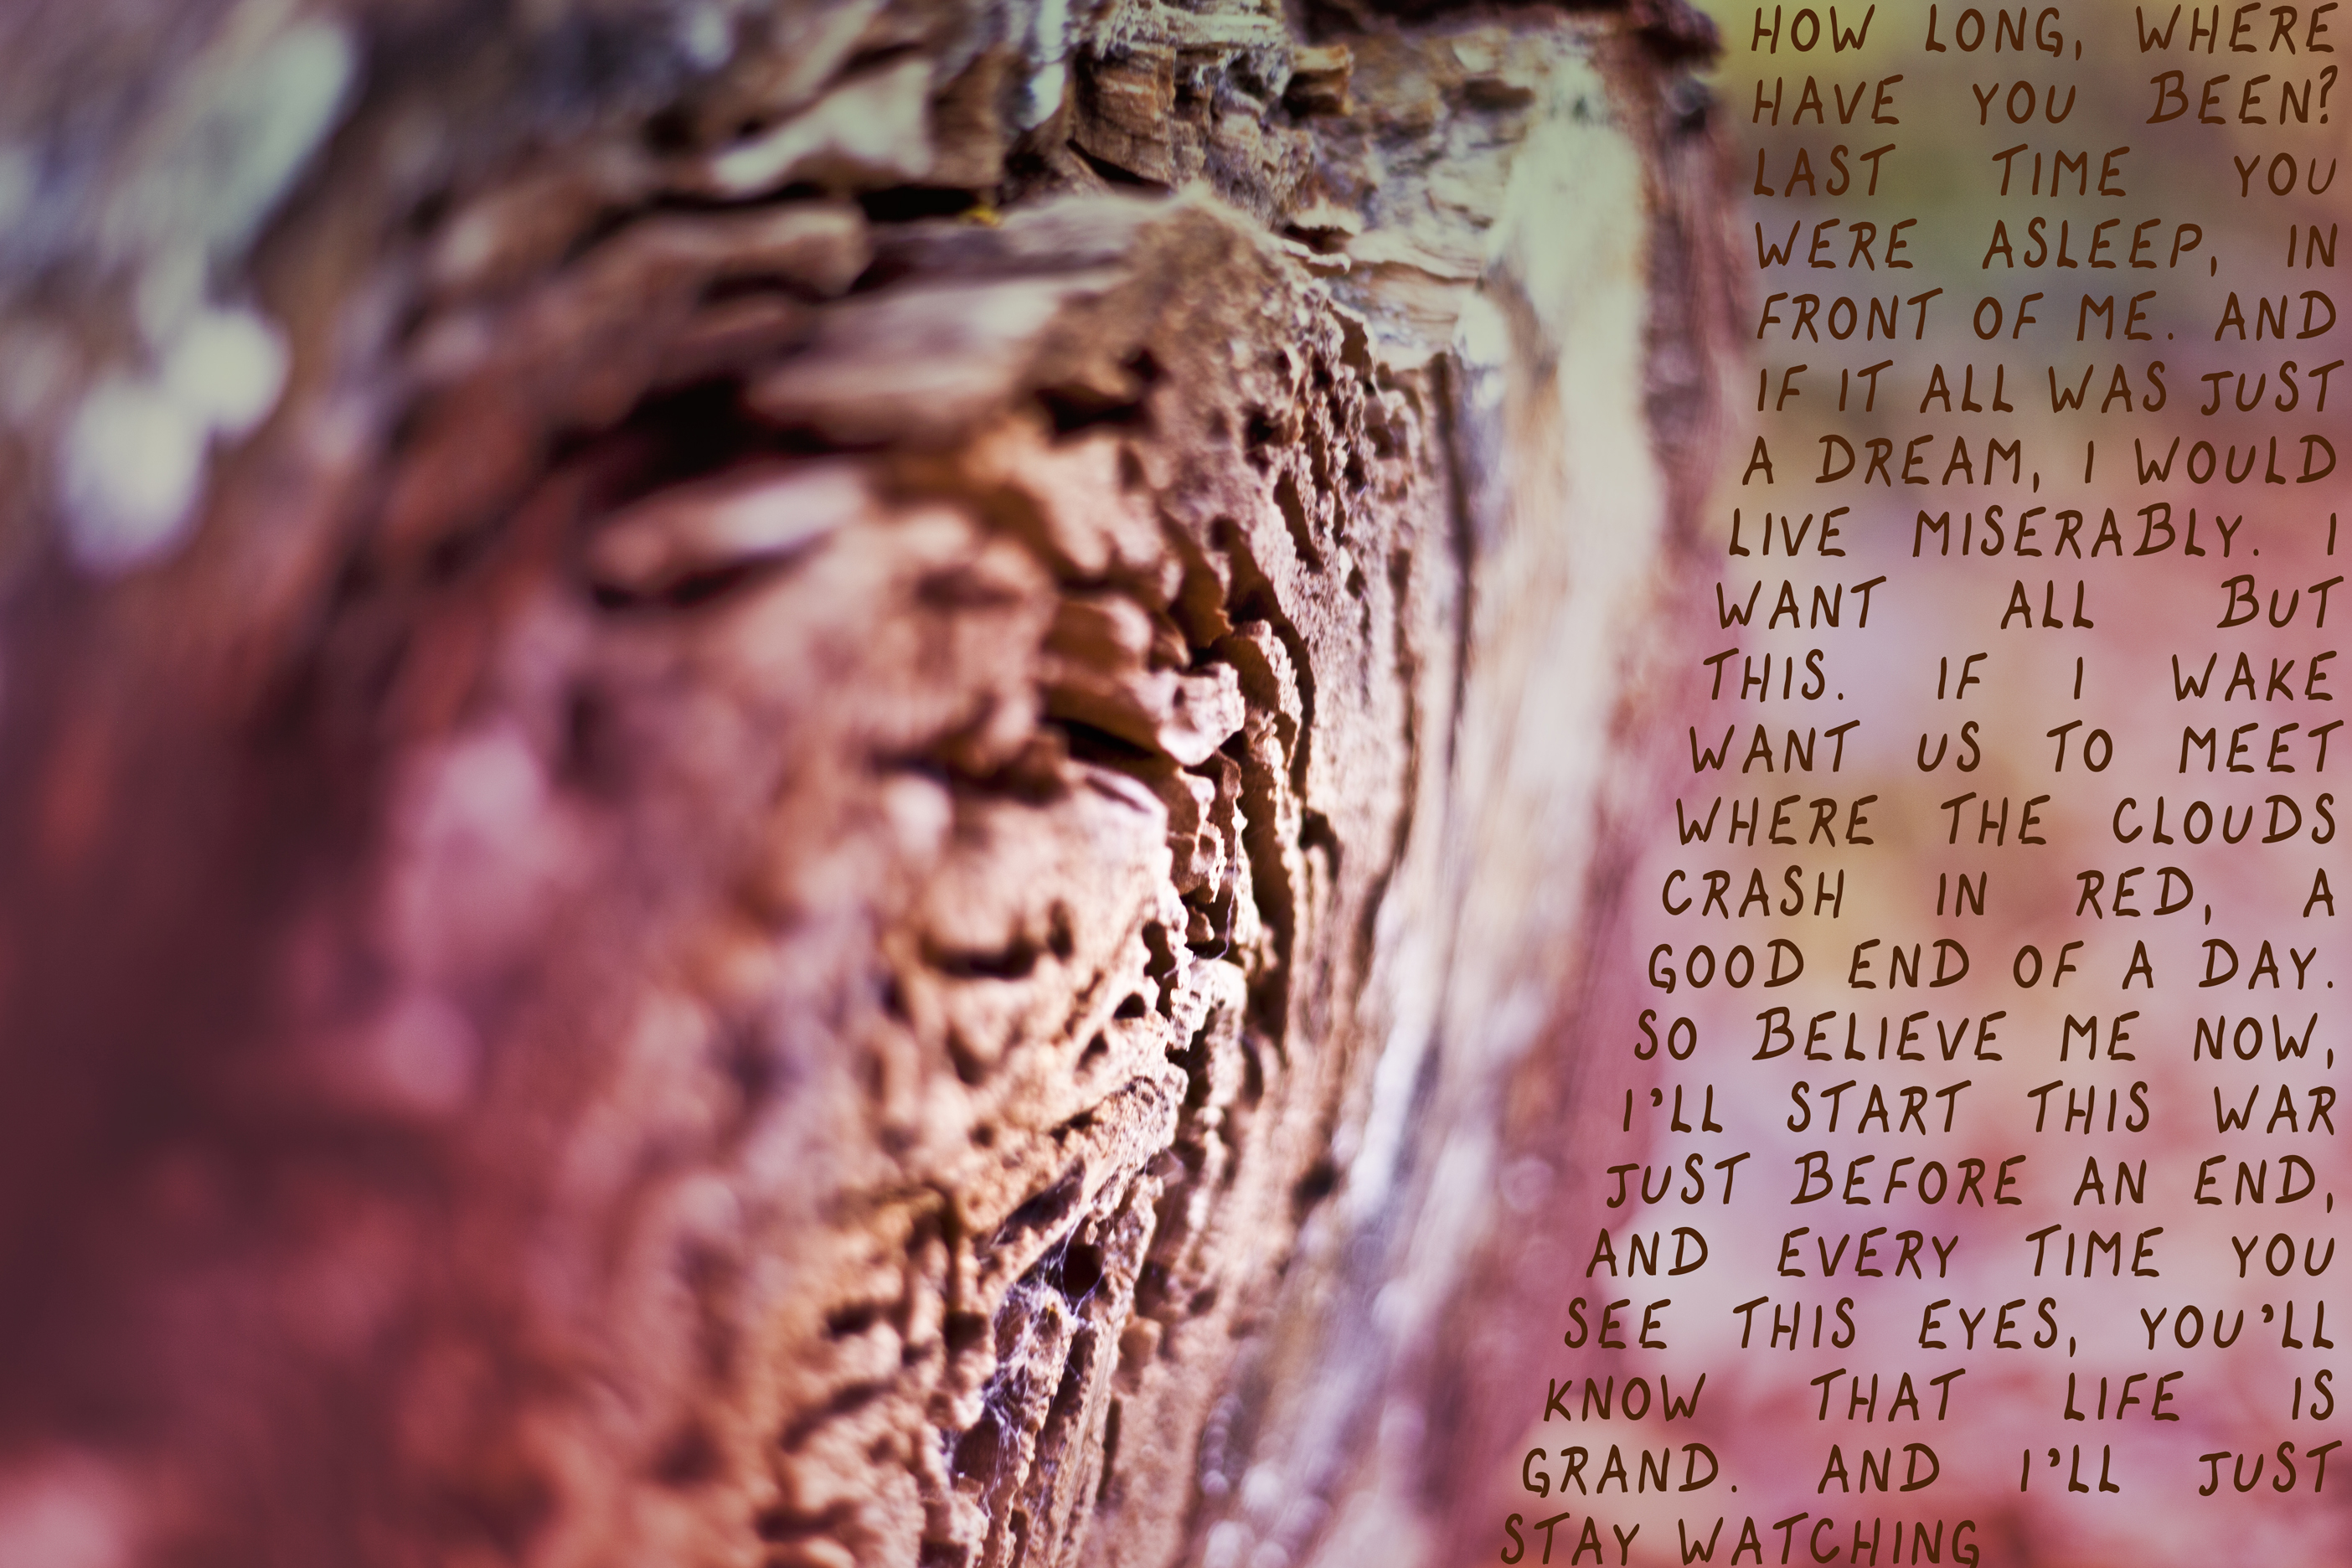 HOW LONG, WHERE
HAVE YOU BEEN?
LAST TIME YOU
WERE ASLEEP, IN
FRONT OF ME. AND
IF IT ALL WAS JUST
A DREAM, I WOULD
LIVE MISERABLY. I
WANT ALL BUT
THIS. IF I WAKE
WANT US TO MEET
WHERE THE CLOUDS
CRASH IN RED, A
GOOD END OF A DAY.
SO BELIEVE ME NOW,
I'LL START THIS WAR
JUST BEFORE AN END,
AND EVERY TIME YOU
SEE THIS EYES, YOU'LL
KNOW THAT LIFE IS
GRAND. AND I'LL JUST
STAY WATCHING